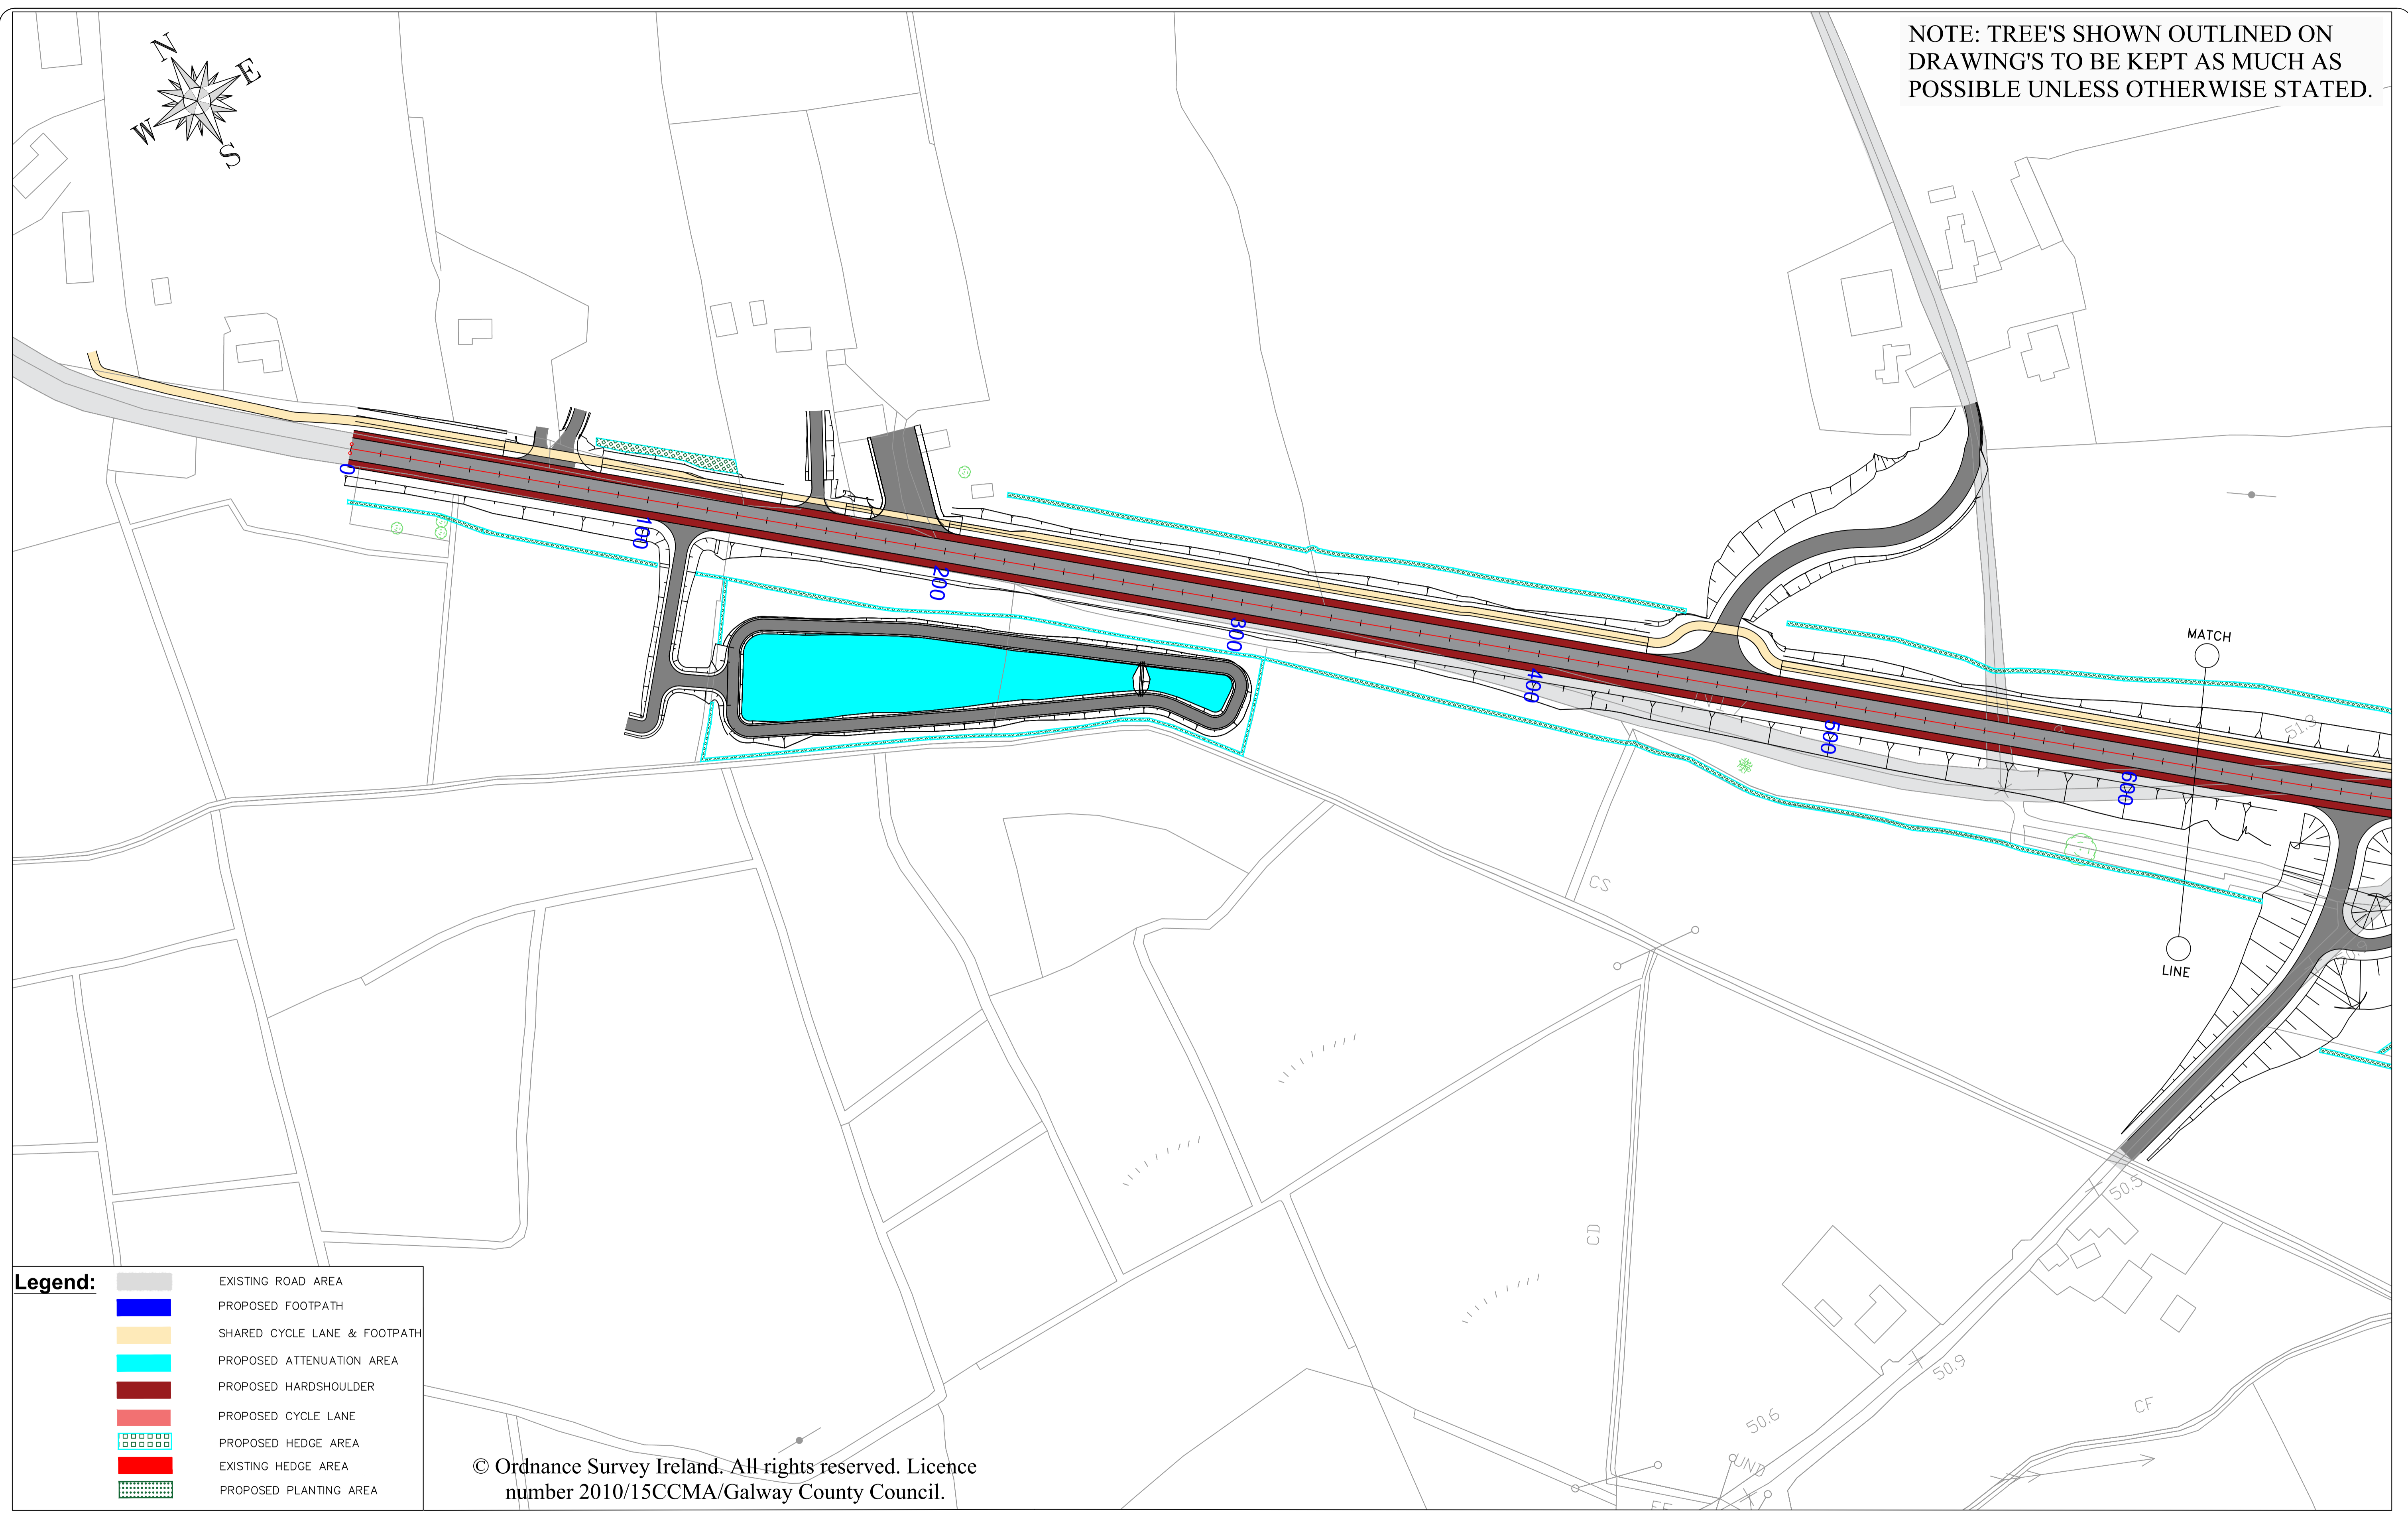 NOTE: TREE'S SHOWN OUTLINED ON
DRAWING'S TO BE KEPT AS MUCH AS
POSSIBLE UNLESS OTHERWISE STATED.
N
E
W
S
0
100
200
300
400
500
600
MATCH
LINE
51.3
CS
CD
50.5
50.9
50.6
UND
CF
Legend:
EXISTING ROAD AREA
PROPOSED FOOTPATH
SHARED CYCLE LANE & FOOTPATH
PROPOSED ATTENUATION AREA
PROPOSED HARDSHOULDER
PROPOSED CYCLE LANE
PROPOSED HEDGE AREA
EXISTING HEDGE AREA
PROPOSED PLANTING AREA
© Ordnance Survey Ireland. All rights reserved. Licence
number 2010/15CCMA/Galway County Council.